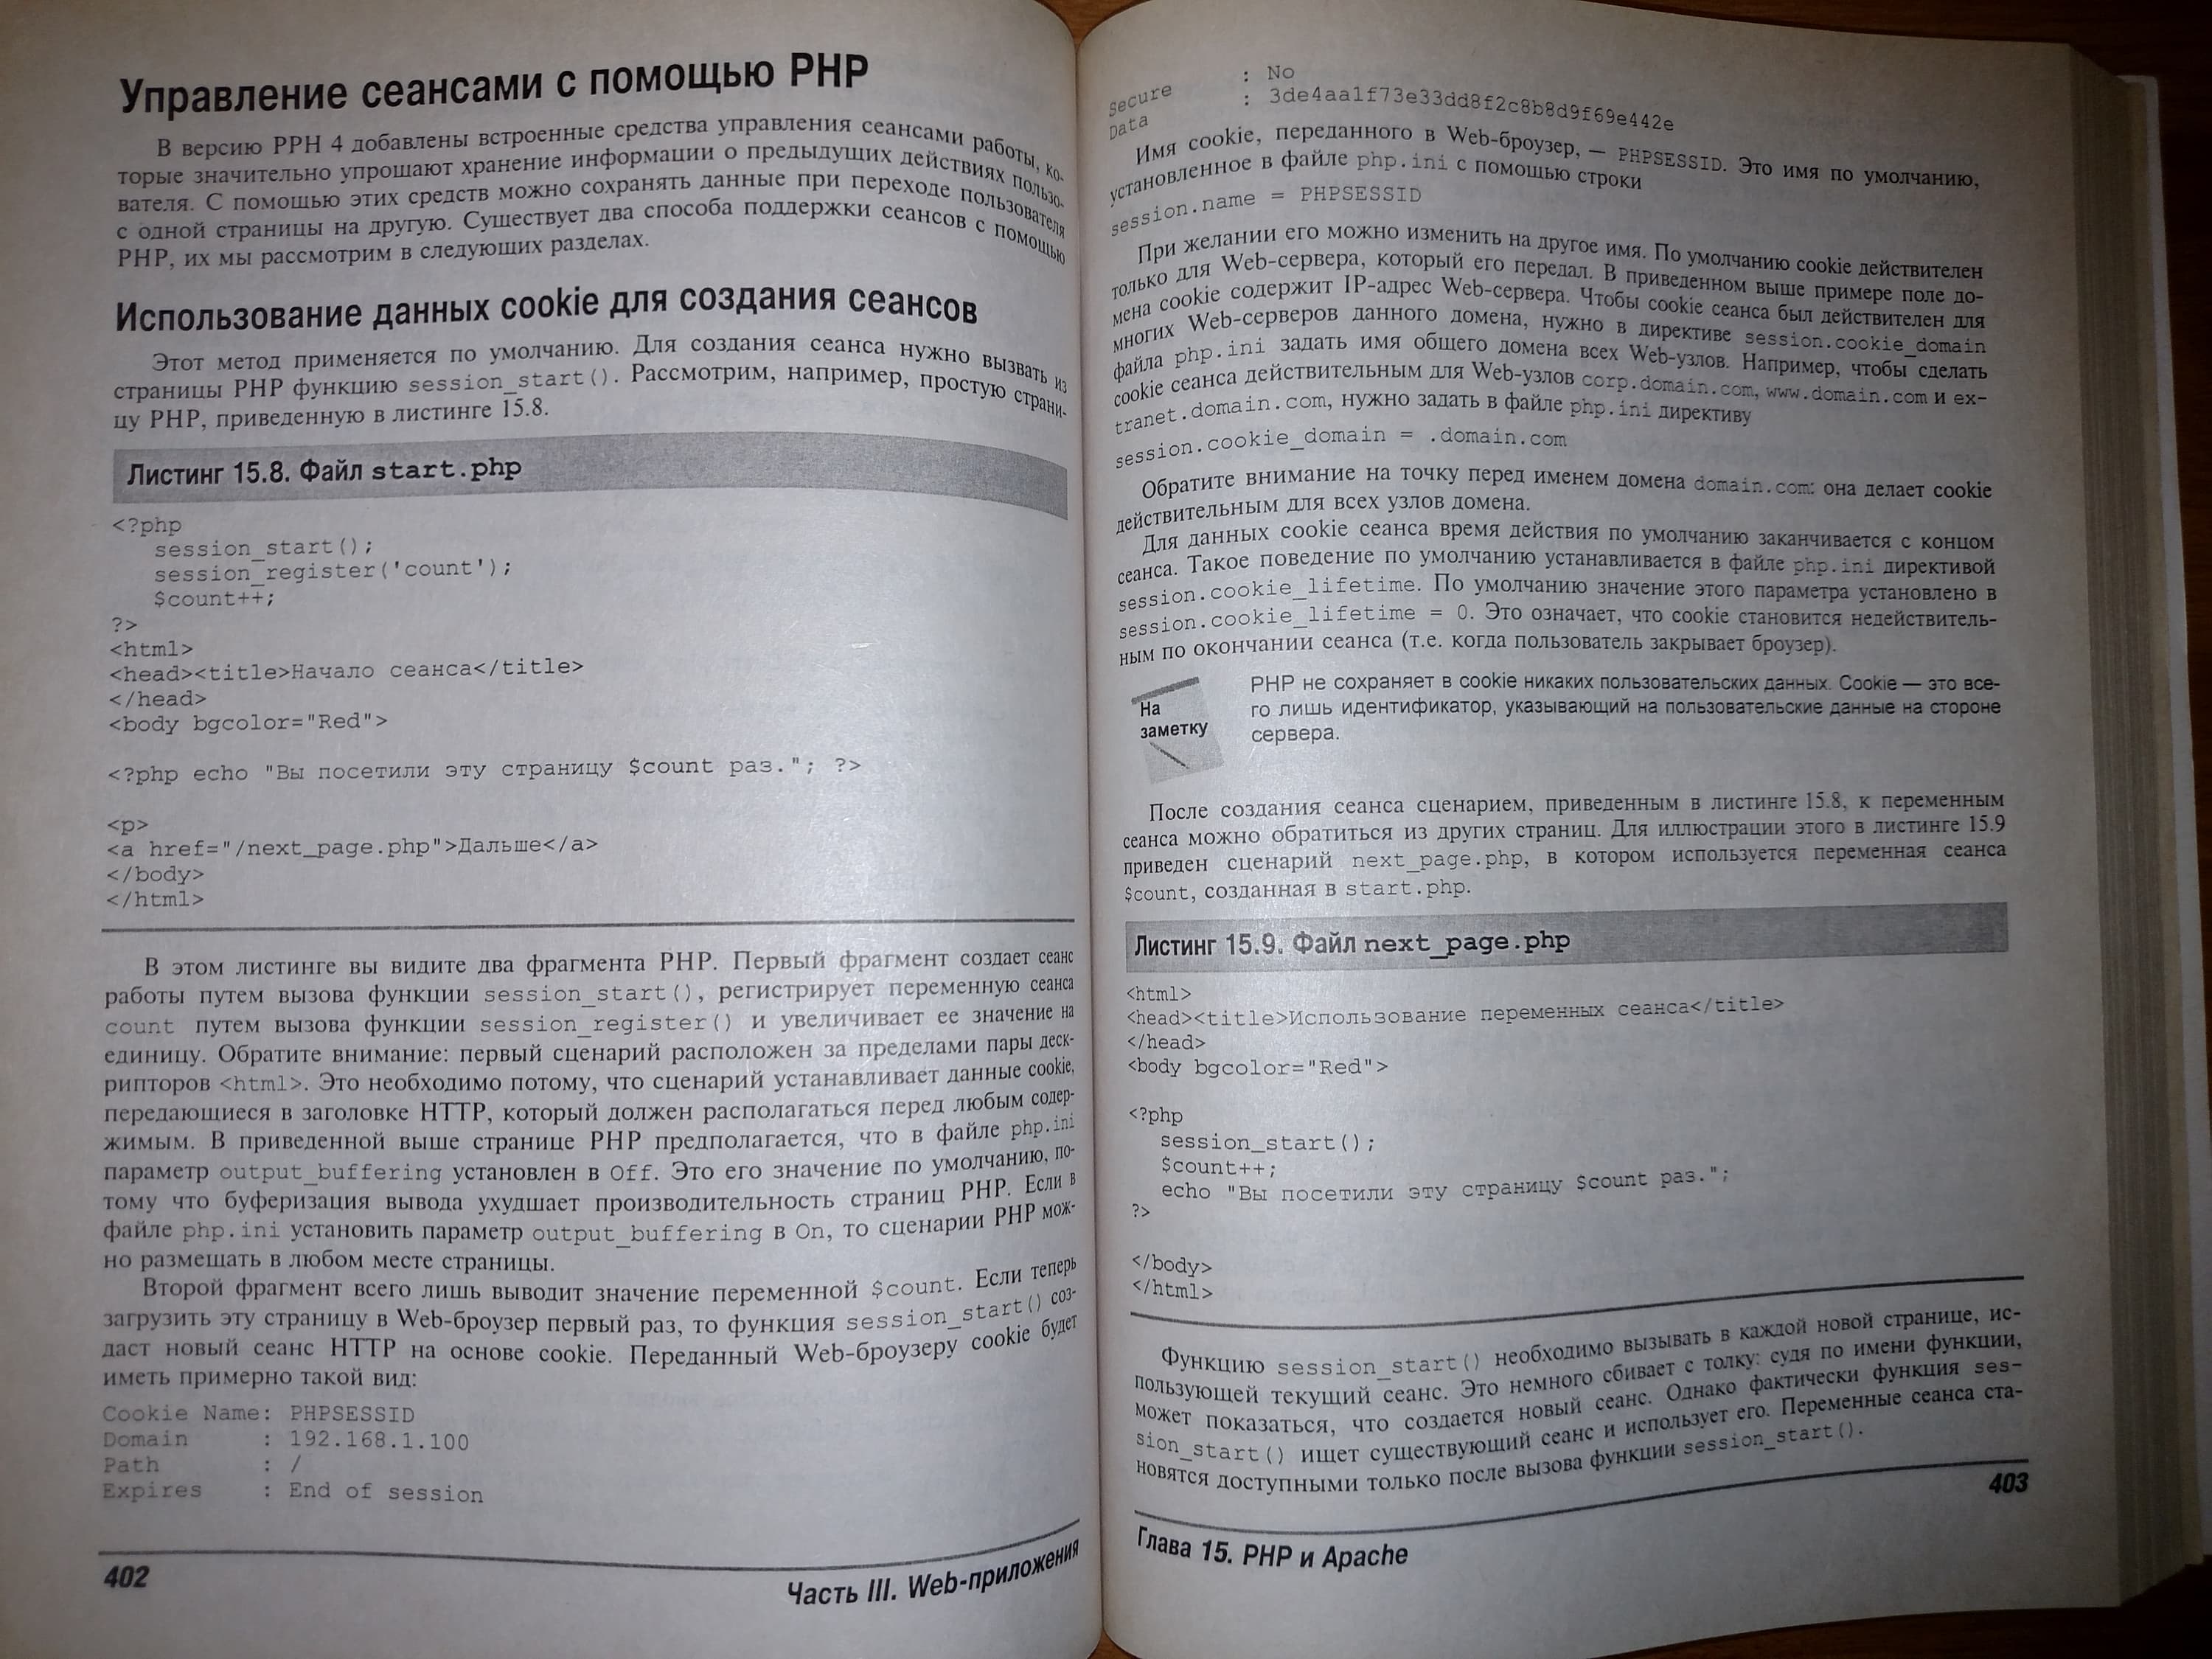 Управление сеансами с помощью PHP
В версию PPH 4 добавлены встроенные средства управления сеансами работы, ко-
торые значительно упрощают хранение информации о предыдущих действиях пользо-
вателя. С помощью этих средств можно сохранять данные при переходе пользователя
с одной страницы на другую. Существует два способа поддержки сеансов с помощью
PHP, их мы рассмотрим в следующих разделах.
Использование данных cookie для создания сеансов
Этот метод применяется по умолчанию. Для создания сеанса нужно вызвать из
страницы PHP функцию session_start(). Рассмотрим, например, простую страни-
цу PHP, приведенную в листинге 15.8.
Листинг 15.8. Файл start.php
<?php
session_start();
session_register('count');
$count++;
?>
<html>
<head><title>Начало сеанса</title>
</head>
<body bgcolor="Red">
<?php echo "Вы посетили эту страницу $count раз."; ?>
<p>
<a href="/next_page.php">Дальше</a>
</body>
</html>
В этом листинге вы видите два фрагмента PHP. Первый фрагмент создает сеанс
работы путем вызова функции session_start(), регистрирует переменную сеанса
count путем вызова функции session_register() и увеличивает ее значение на
единицу. Обратите внимание: первый сценарий расположен за пределами пары деск-
рипторов <html>. Это необходимо потому, что сценарий устанавливает данные cookie,
передающиеся в заголовке HTTP, который должен располагаться перед любым содер-
жимым. В приведенной выше странице PHP предполагается, что в файле php.ini
параметр output_buffering установлен в Off. Это его значение по умолчанию, по-
тому что буферизация вывода ухудшает производительность страниц PHP. Если в
файле php.ini установить параметр output_buffering в On, то сценарии PHP мож-
но размещать в любом месте страницы.
Второй фрагмент всего лишь выводит значение переменной $count. Если теперь
загрузить эту страницу в Web-броузер первый раз, то функция session_start() соз-
даст новый сеанс HTTP на основе cookie. Переданный Web-броузеру cookie будет
иметь примерно такой вид:
Cookie Name: PHPSESSID
Domain : 192.168.1.100
Path : /
Expires : End of session
402
Часть III. Web-приложения
Secure : No
Data : 3de4aa1f73e33dd8f2c8b8d9f69e442e
Имя cookie, переданного в Web-броузер, — PHPSESSID. Это имя по умолчанию,
установленное в файле php.ini с помощью строки
session.name = PHPSESSID
При желании его можно изменить на другое имя. По умолчанию cookie действителен
только для Web-сервера, который его передал. В приведенном выше примере поле до-
мена cookie содержит IP-адрес Web-сервера. Чтобы cookie сеанса был действителен для
многих Web-серверов данного домена, нужно в директиве session.cookie_domain
файла php.ini задать имя общего домена всех Web-узлов. Например, чтобы сделать
cookie сеанса действительным для Web-узлов corp.domain.com, www.domain.com и ex-
tranet.domain.com, нужно задать в файле php.ini директиву
session.cookie_domain = .domain.com
Обратите внимание на точку перед именем домена domain.com: она делает cookie
действительным для всех узлов домена.
Для данных cookie сеанса время действия по умолчанию заканчивается с концом
сеанса. Такое поведение по умолчанию устанавливается в файле php.ini директивой
session.cookie_lifetime. По умолчанию значение этого параметра установлено в
session.cookie_lifetime = 0. Это означает, что cookie становится недействитель-
ным по окончании сеанса (т.е. когда пользователь закрывает броузер).
На
заметку
PHP не сохраняет в cookie никаких пользовательских данных. Cookie — это все-
го лишь идентификатор, указывающий на пользовательские данные на стороне
сервера.
После создания сеанса сценарием, приведенным в листинге 15.8, к переменным
сеанса можно обратиться из других страниц. Для иллюстрации этого в листинге 15.9
приведен сценарий next_page.php, в котором используется переменная сеанса
$count, созданная в start.php.
Листинг 15.9. Файл next_page.php
<html>
<head><title>Использование переменных сеанса</title>
</head>
<body bgcolor="Red">
<?php
session_start();
$count++;
echo "Вы посетили эту страницу $count раз.";
?>
</body>
</html>
Функцию session_start() необходимо вызывать в каждой новой странице, ис-
пользующей текущий сеанс. Это немного сбивает с толку: судя по имени функции,
может показаться, что создается новый сеанс. Однако фактически функция ses-
sion_start() ищет существующий сеанс и использует его. Переменные сеанса ста-
новятся доступными только после вызова функции session_start().
Глава 15. PHP и Apache
403